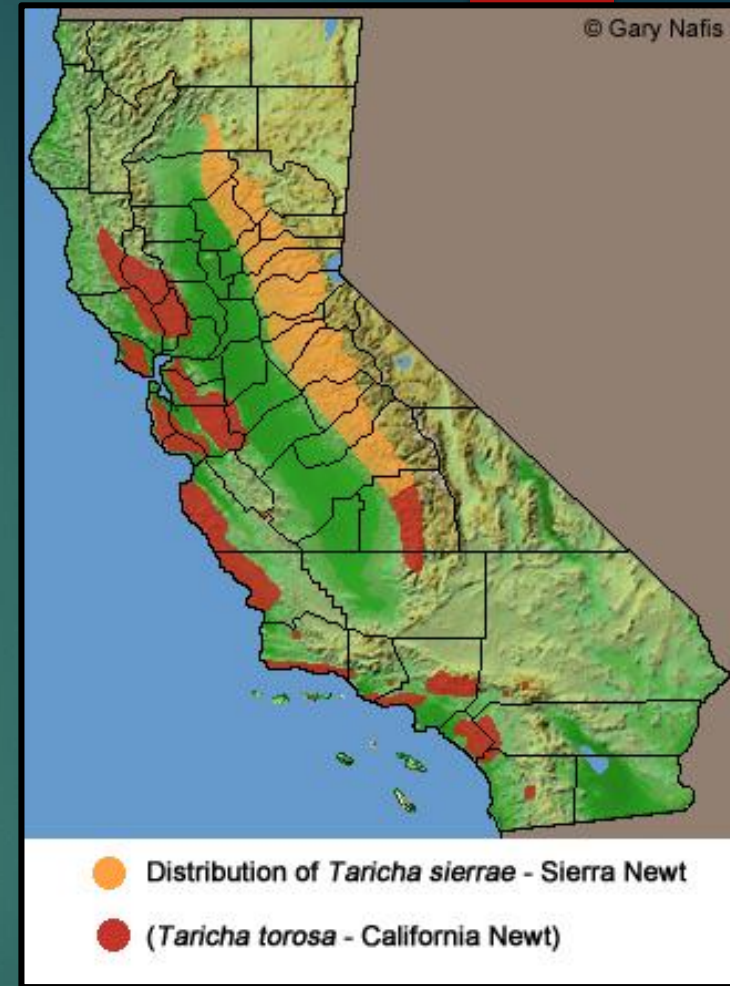 © Gary Nafis
Distribution of Taricha sierrae - Sierra Newt
(Taricha torosa - California Newt)